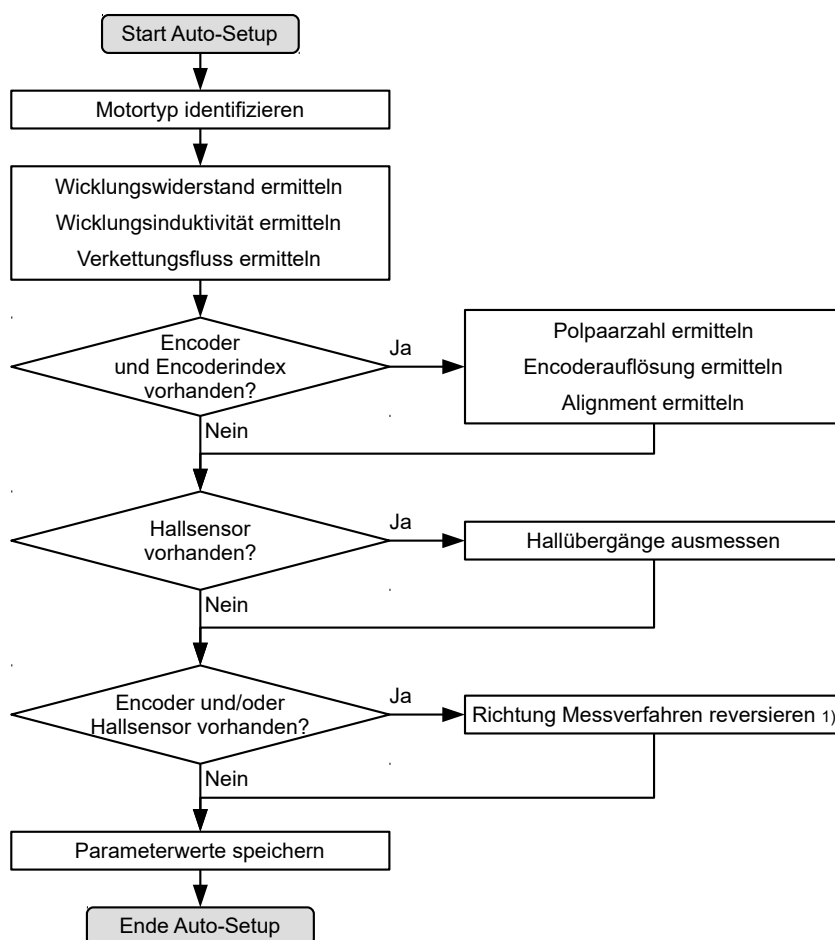 Start Auto-Setup
Motortyp identifizieren
Wicklungswiderstand ermitteln
Wicklungsinduktivität ermitteln
Verkettungsfluss ermitteln
Encoder
und Encoderindex
vorhanden?
Ja
Polpaarzahl ermitteln
Encoderauflösung ermitteln
Alignment ermitteln
Nein
Hallsensor
vorhanden?
Ja
Hallübergänge ausmessen
Nein
Encoder und/oder
Hallsensor vorhanden?
Ja
Richtung Messverfahren reversieren 1)
Nein
Parameterwerte speichern
Ende Auto-Setup